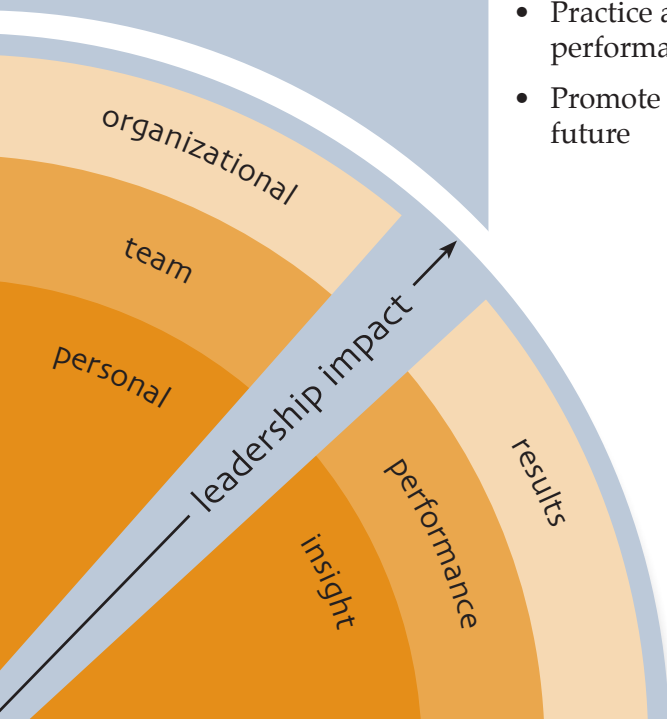 • Practice
performa
• Promote
future
organizational
team
personal
leadership impact
results
performance
insight